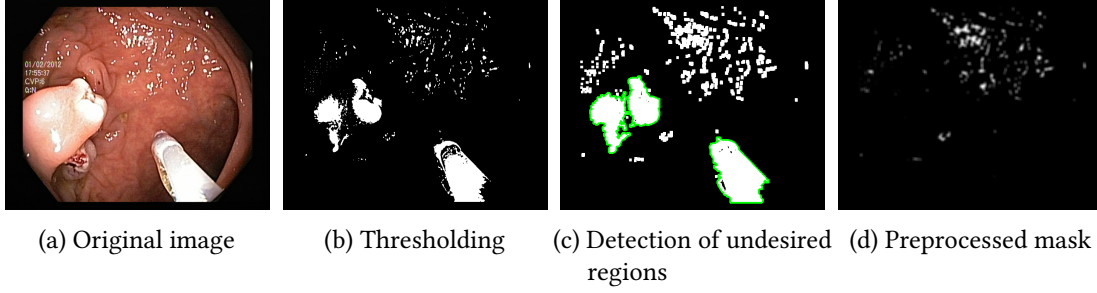 01/02/2012
17:55:37
CVP:6
(a) Original image
(b) Thresholding
(c) Detection of undesired
regions
(d) Preprocessed mask